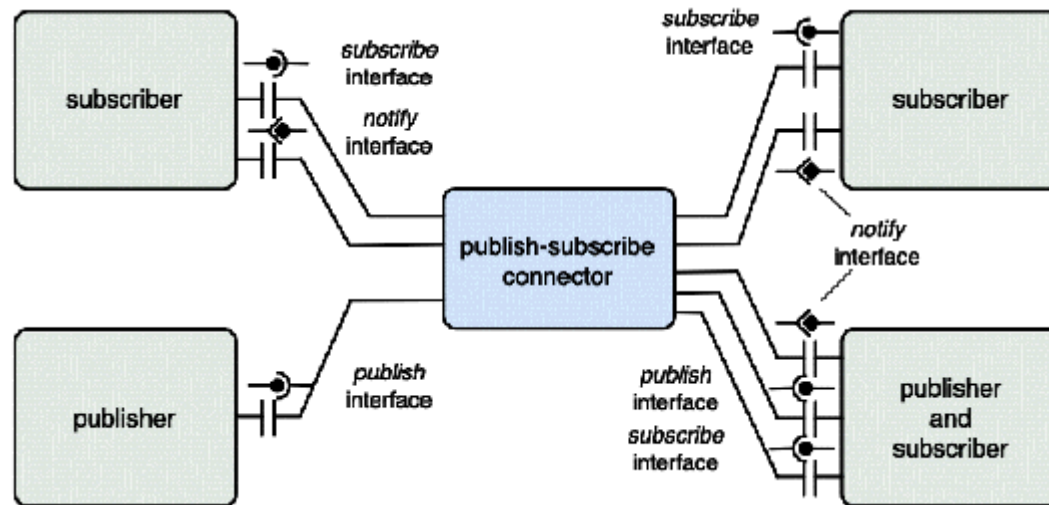 subscriber
subscribe
interface
notify
interface
subscribe
interface
subscriber
publish-subscribe
connector
notify
interface
publisher
publish
interface
publish
interface
subscribe
interface
publisher
and
subscriber